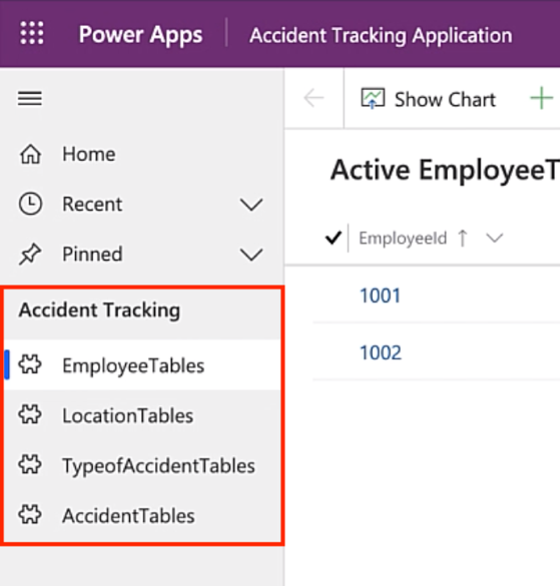 Power Apps
Accident Tracking Application
Show Chart
Home
Recent
Pinned
Accident Tracking
EmployeeTables
LocationTables
TypeofAccidentTables
AccidentTables
Active EmployeeT
EmployeeId
1001
1002